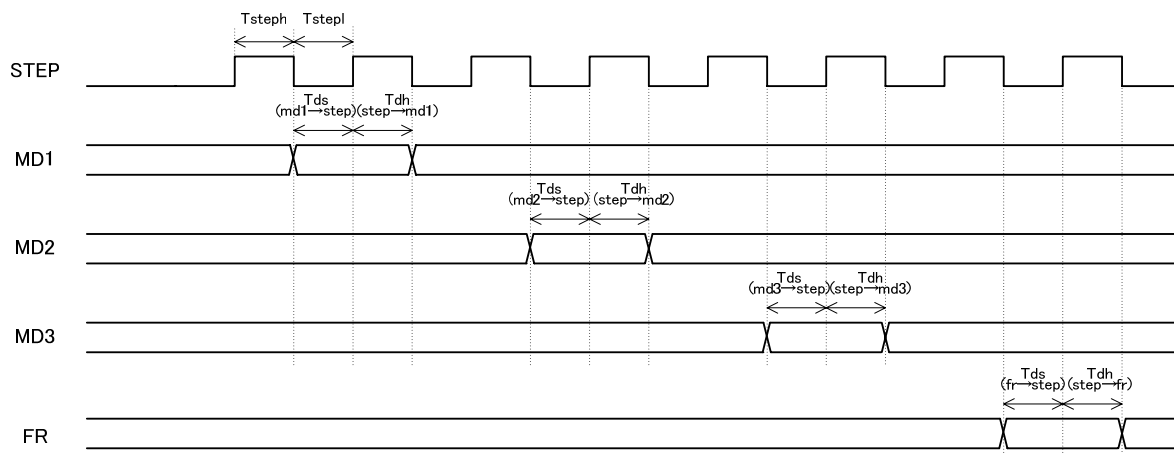 Tsteph Tstepl
STEP
Tds Tdh
(md1→step)(step→md1)
MD1
Tds Tdh
(md2→step) (step→md2)
MD2
Tds Tdh
(md3→step)(step→md3)
MD3
Tds Tdh
(fr→step)(step→fr)
FR